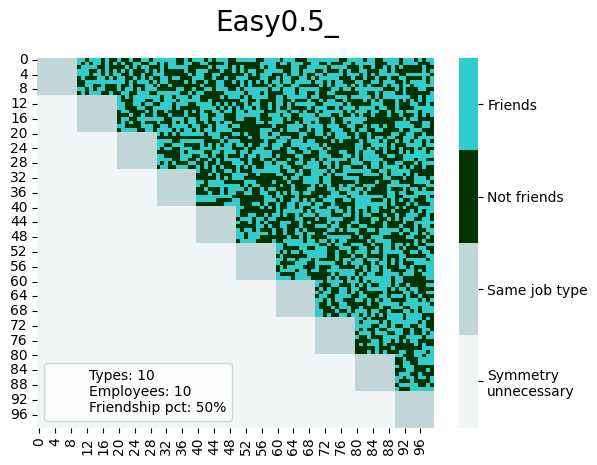 Easy0.5_
0
4
8
12
16
20
24
28
32
36
40
44
48
52
56
60
64
68
72
76
80
84
88
92
96
Types: 10
Employees: 10
Friendship pct: 50%
0 4 8 12 16 20 24 28 32 36 40 44 48 52 56 60 64 68 72 76 80 84 88 92 96
Friends
Not friends
Same job type
Symmetry
unnecessary